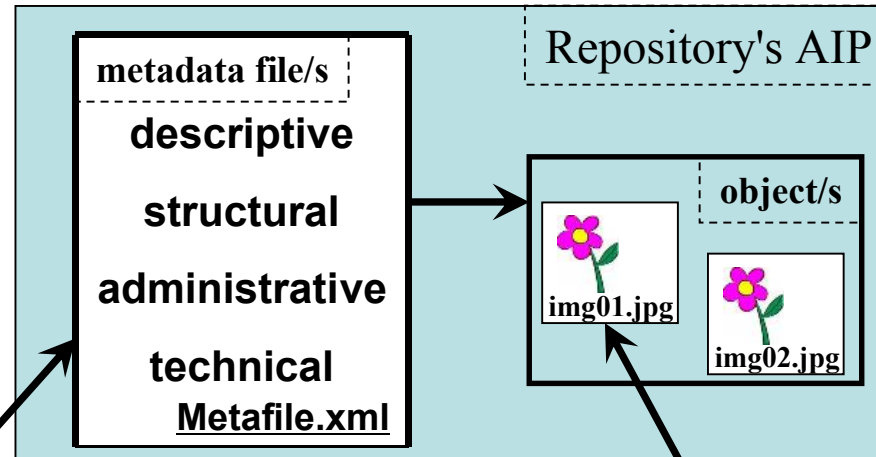 Repository's AIP
metadata file/s
descriptive
structural
administrative
technical
Metafile.xml
object/s
img01.jpg
img02.jpg